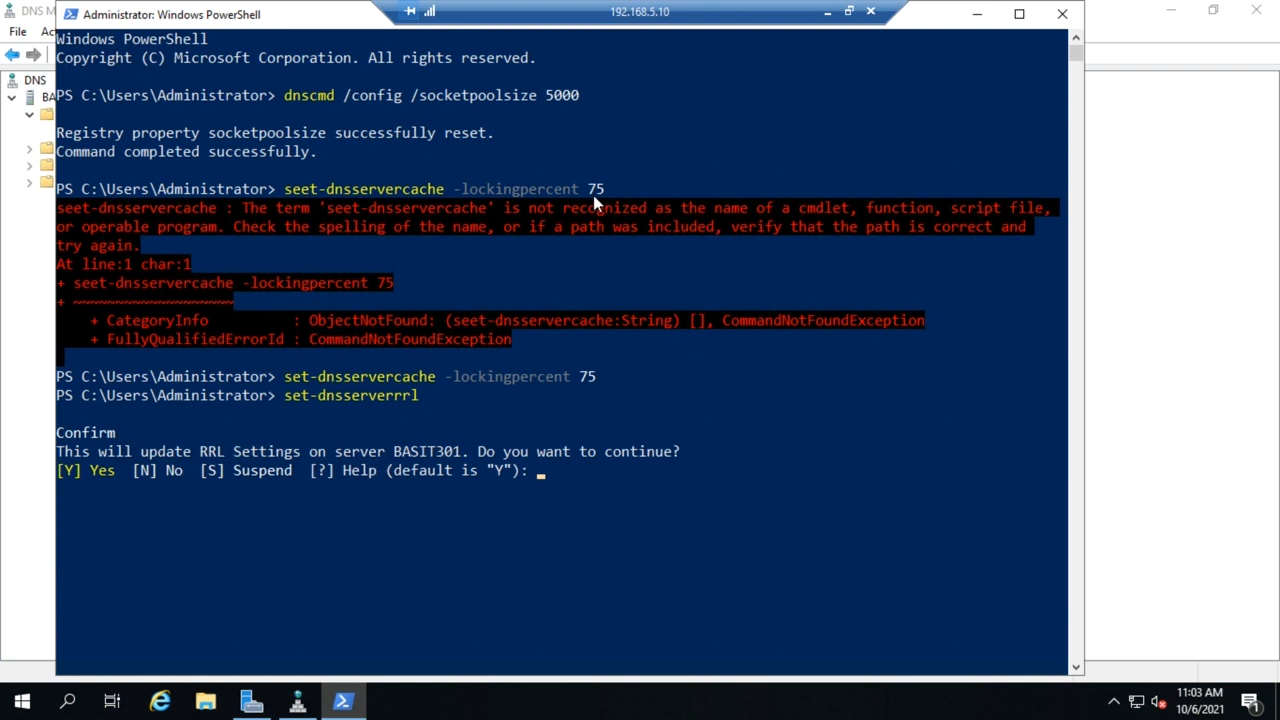 DNS M
Administrator: Windows PowerShell
192.168.5.10
File
Ac
DNS
BA
Windows PowerShell
Copyright (C) Microsoft Corporation. All rights reserved.
PS C:\Users\Administrator> dnscmd /config /socketpoolsize 5000
Registry property socketpoolsize successfully reset.
Command completed successfully.
PS C:\Users\Administrator> seet-dnsservercache -lockingpercent 75
seet-dnsservercache : The term 'seet-dnsservercache' is not recognized as the name of a cmdlet, function, script file,
or operable program. Check the spelling of the name, or if a path was included, verify that the path is correct and
try again.
At line:1 char:1
+ seet-dnsservercache -lockingpercent 75
+ ~~~~~~~~~~~~~~~~~~~
+ CategoryInfo : ObjectNotFound: (seet-dnsservercache:String) [], CommandNotFoundException
+ FullyQualifiedErrorId : CommandNotFoundException
PS C:\Users\Administrator> set-dnsservercache -lockingpercent 75
PS C:\Users\Administrator> set-dnsserverrrl
Confirm
This will update RRL Settings on server BASIT301. Do you want to continue?
[Y] Yes [N] No [S] Suspend [?] Help (default is "Y"):
11:03 AM
10/6/2021
1